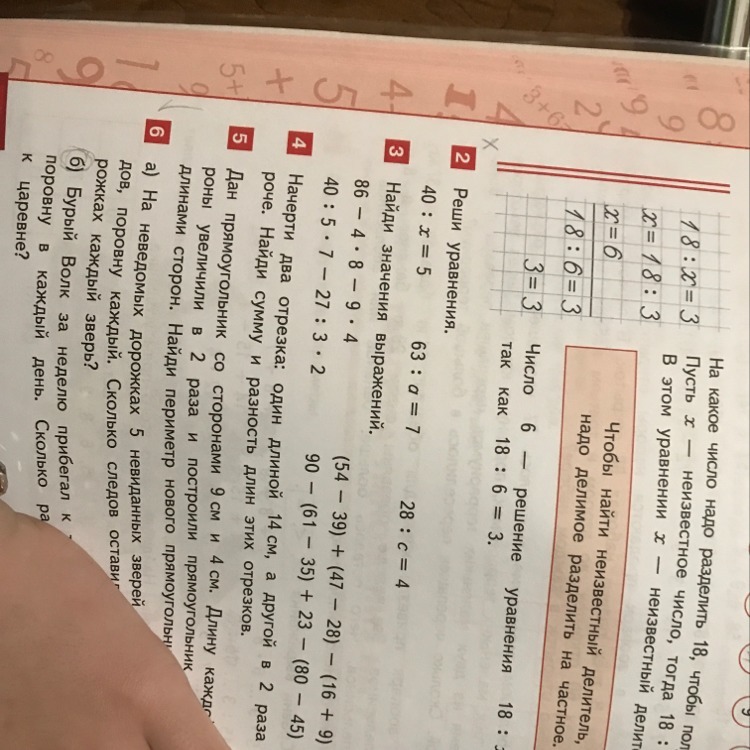 На какое число надо разделить 18, чтобы
Пусть x — неизвестное число, тогда 18 :
В этом уравнении x — неизвестный
18 : x = 3
x = 18 : 3
x = 6
18 : 6 = 3
3 = 3
Чтобы найти неизвестный делитель,
надо делимое разделить на частное.
Число 6 — решение уравнения 18 :
так как 18 : 6 = 3.
2 Реши уравнения.
40 : x = 5 63 : a = 7 28 : c = 4
3 Найди значения выражений.
86 − 4 · 8 − 9 · 4 (54 − 39) + (47 − 28) − (16 + 9)
40 : 5 · 7 − 27 : 3 · 2 90 − (61 − 35) + 23 − (80 − 45)
4 Начерти два отрезка: один длиной 14 см, а другой в 2 раза
роче. Найди сумму и разность длин этих отрезков.
5 Дан прямоугольник со сторонами 9 см и 4 см. Длину
роны увеличили в 2 раза и построили прямоугольник
длинами сторон. Найди периметр нового
6 а) На неведомых дорожках 5 невиданных зверей
дов, поровну каждый. Сколько следов
рожках каждый зверь?
б) Бурый Волк за неделю прибегал к
поровну в каждый день. Сколько
к царевне?